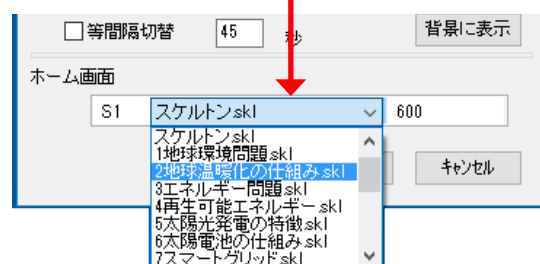 等間隔切替 45 秒 背景に表示
ホーム画面
S1 スケルトン.skl 600
スケルトン.skl
1地球環境問題.skl
2地球温暖化の仕組み.skl
3エネルギー問題.skl
4再生可能エネルギー.skl
5太陽光発電の特徴.skl
6太陽電池の仕組み.skl
7スマートグリッド.skl
キャンセル